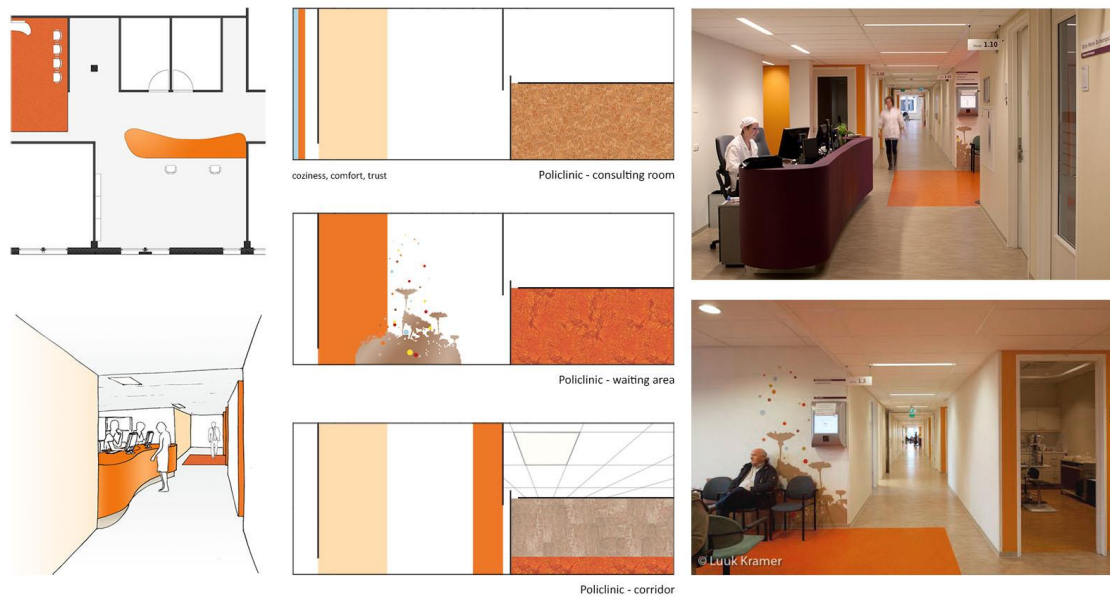 coziness, comfort, trust
Policlinic - consulting room
Policlinic - waiting area
Policlinic - corridor
1.10
1.3
© Luuk Kramer